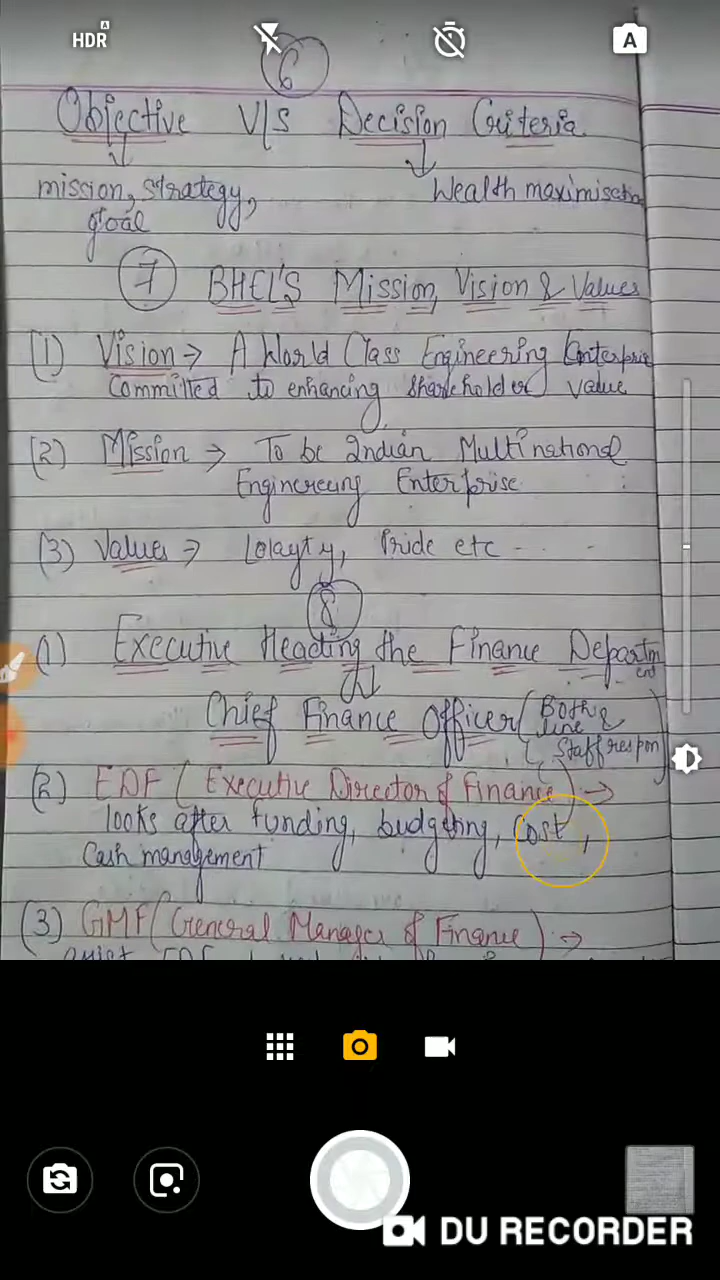 HDR A
A
6
Objective V/S Decision Criteria
mission, strategy, Wealth maximisction
goal
7 BHEL'S Mission, Vision & Values
(1) Vision → A World Class Engineering Enterprise
Committed to enhancing shareholder value
(2) Mission → To be Indian Multinational
Engincreeing Enterprise
(3) Values → Lolayty, Pride etc - - -
8
(1) Executive Heading the Finance Department
Chief Finance Officer (Both line &
Staff respon)
(2) EDF (Executive Director of Finance) →
looks after funding, budgeting, Cost,
Cash management
(3) GMF (General Manager of Finance) →
DU RECORDER